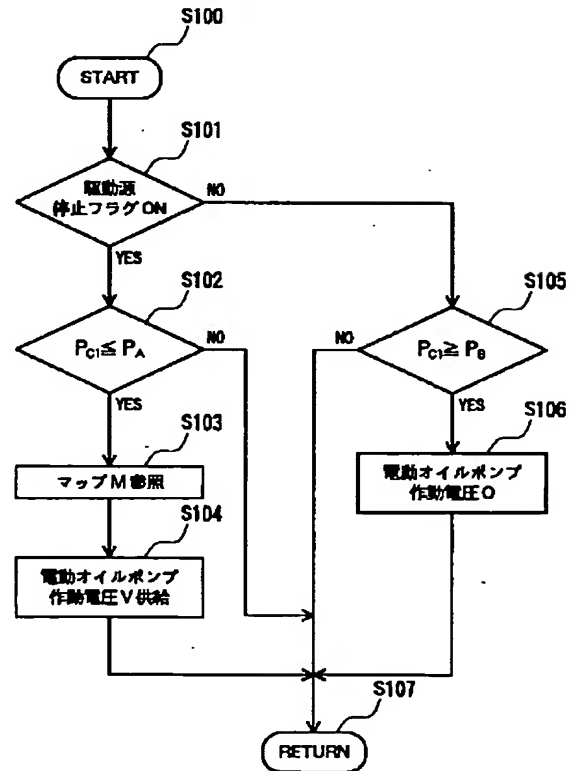 S100
START
S101
駆動源
停止フラグON
NO
YES
S102
P_C1≦P_A
NO
YES
S105
P_C1≧P_B
NO
YES
S103
マップM参照
S106
電動オイルポンプ
作動電圧0
S104
電動オイルポンプ
作動電圧V供給
S107
RETURN